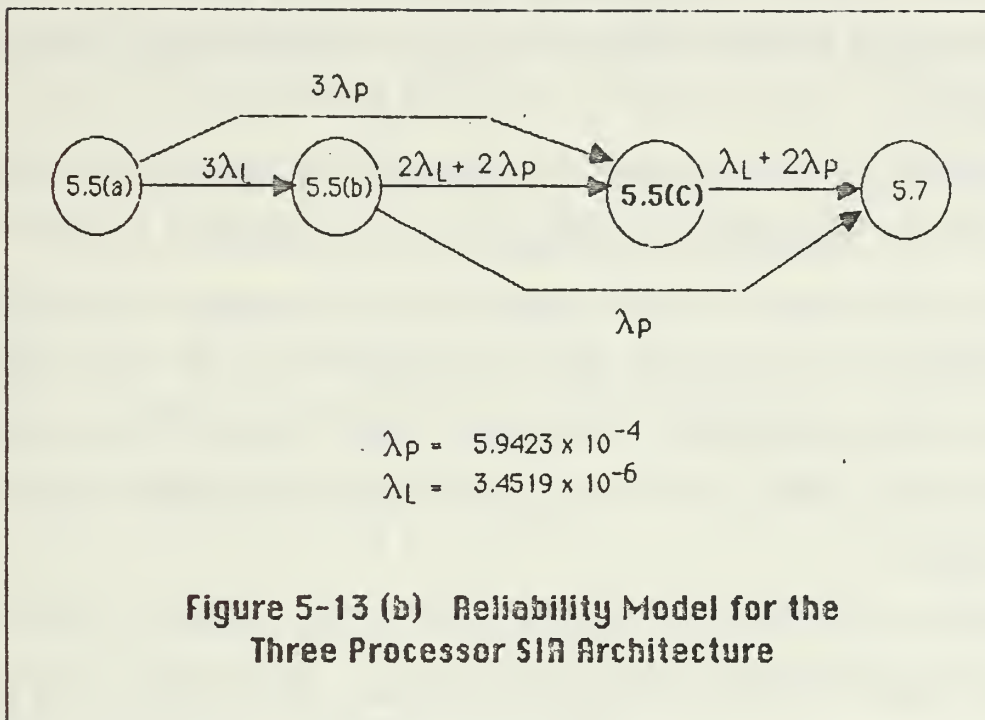 3λp
5.5(a)
3λL
5.5(b)
2λL + 2λp
5.5(C)
λL + 2λp
5.7
λp
λp = 5.9423 x 10⁻⁴
λL = 3.4519 x 10⁻⁶
Figure 5-13 (b) Reliability Model for the
Three Processor SIR Architecture